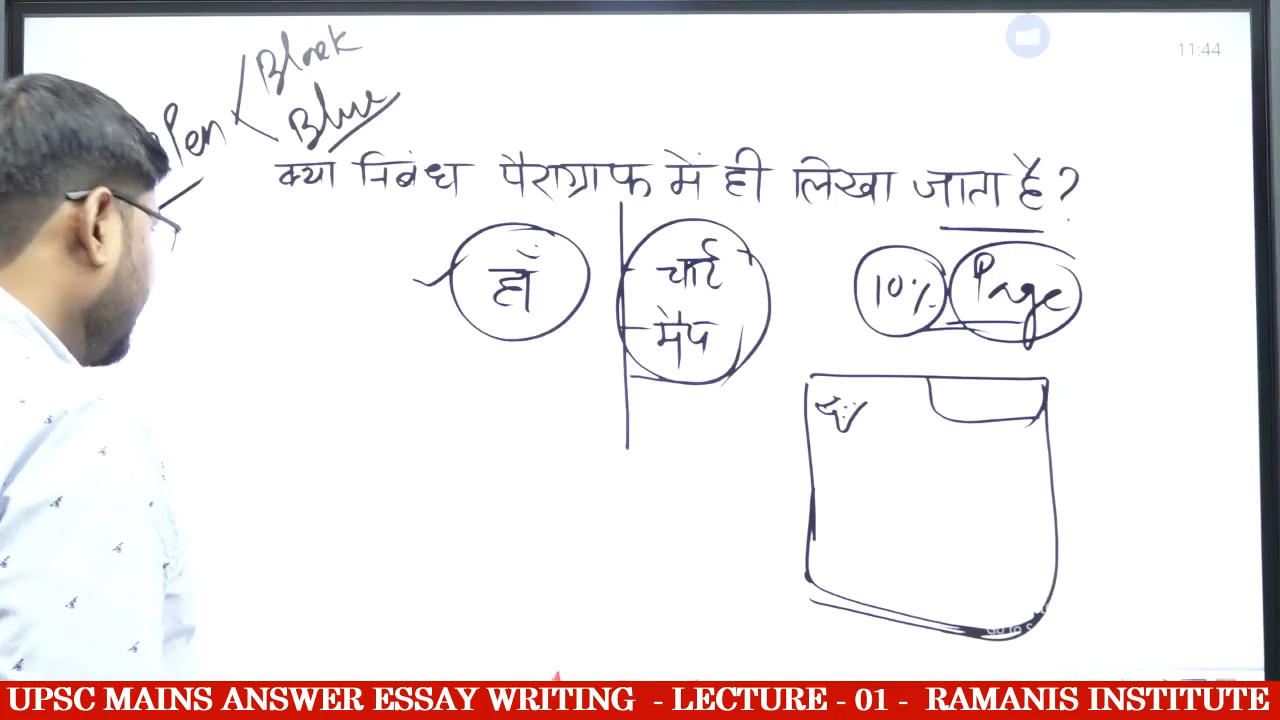 11:44
Black
Pen
Blue
क्या निबंध पैराग्राफ में ही लिखा जाता है?
हाँ
चार्ट
मैप
10% Page
UPSC MAINS ANSWER ESSAY WRITING - LECTURE - 01 - RAMANIS INSTITUTE